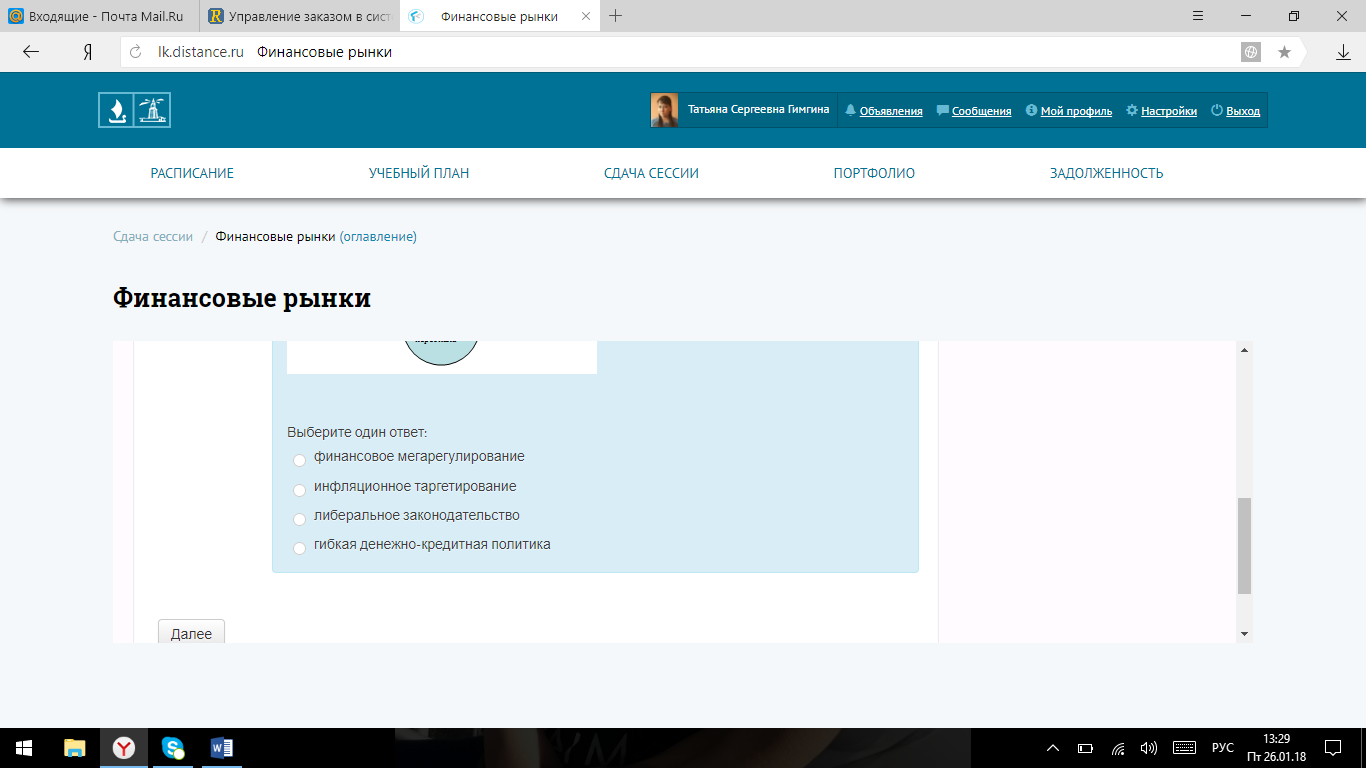 Входящие - Почта Mail.Ru
Управление заказом в сист
Финансовые рынки
lk.distance.ru Финансовые рынки
Татьяна Сергеевна Гимгина
Объявления
Сообщения
Мой профиль
Настройки
Выход
РАСПИСАНИЕ
УЧЕБНЫЙ ПЛАН
СДАЧА СЕССИИ
ПОРТФОЛИО
ЗАДОЛЖЕННОСТЬ
Сдача сессии / Финансовые рынки (оглавление)
Финансовые рынки
Выберите один ответ:
финансовое мегарегулирование
инфляционное таргетирование
либеральное законодательство
гибкая денежно-кредитная политика
Далее
РУС
13:29
Пт 26.01.18